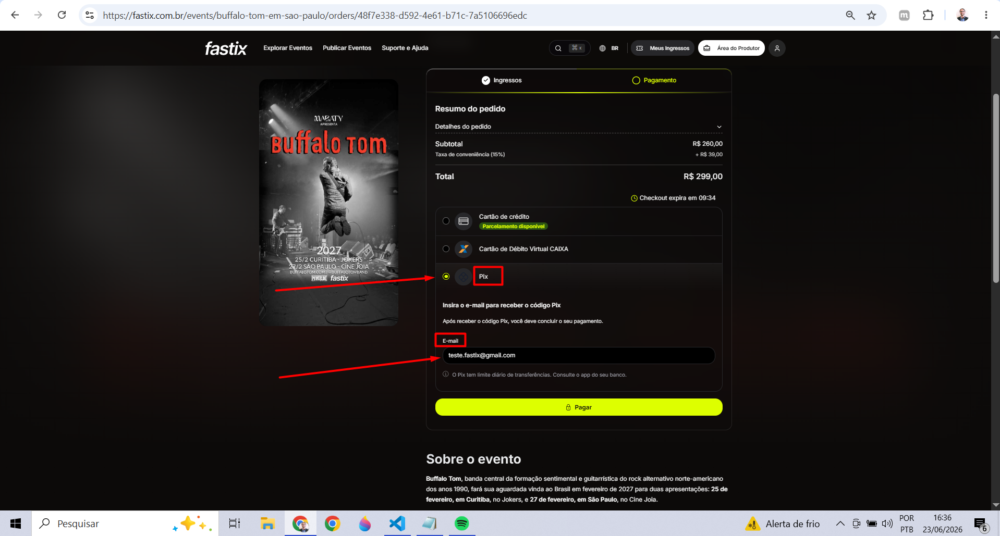 https://fastix.com.br/events/buffalo-tom-em-sao-paulo/orders/48f7e338-d592-4e61-b71c-7a5106696edc
m
fastix
Explorar Eventos
Publicar Eventos
Suporte e Ajuda
⌘ K
BR
Meus Ingressos
Área do Produtor
MARATY
APRESENTA
Buffalo Tom
2027
25/2 CURITIBA - JOKERS
27/2 SÃO PAULO - CINE JOIA
BUFFALOTOM.COM / @BUFFALOTOMBAND
fastix
Ingressos
Pagamento
Resumo do pedido
Detalhes do pedido
Subtotal
R$ 260,00
Taxa de conveniência (15%)
+ R$ 39,00
Total
R$ 299,00
Checkout expira em 09:34
Cartão de crédito
Parcelamento disponível
Cartão de Débito Virtual CAIXA
Pix
Insira o e-mail para receber o código Pix
Após receber o código Pix, você deve concluir o seu pagamento.
E-mail
teste.fastix@gmail.com
O Pix tem limite diário de transferências. Consulte o app do seu banco.
Pagar
Sobre o evento
Buffalo Tom, banda central da formação sentimental e guitarrística do rock alternativo norte-americano
dos anos 1990, fará sua aguardada vinda ao Brasil em fevereiro de 2027 para duas apresentações: 25 de
fevereiro, em Curitiba, no Jokers, e 27 de fevereiro, em São Paulo, no Cine Joia.
Pesquisar
Alerta de frio
POR
PTB
16:36
23/06/2026
6